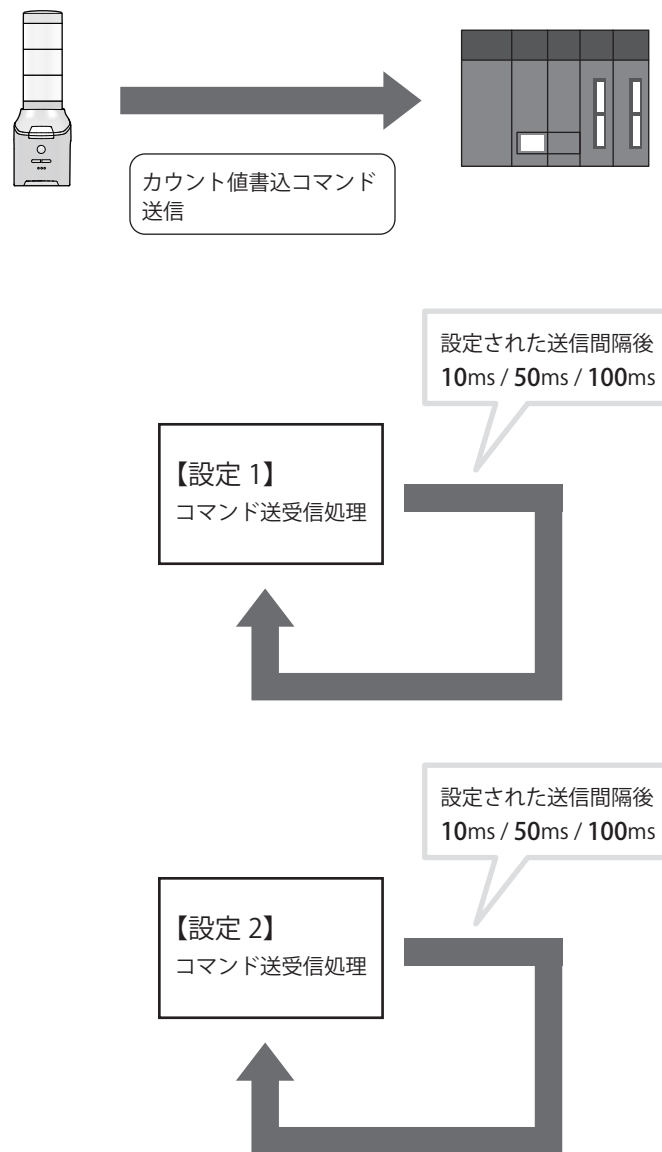 カウント値書込コマンド
送信
設定された送信間隔後
10ms / 50ms / 100ms
【設定 1】
コマンド送受信処理
設定された送信間隔後
10ms / 50ms / 100ms
【設定 2】
コマンド送受信処理